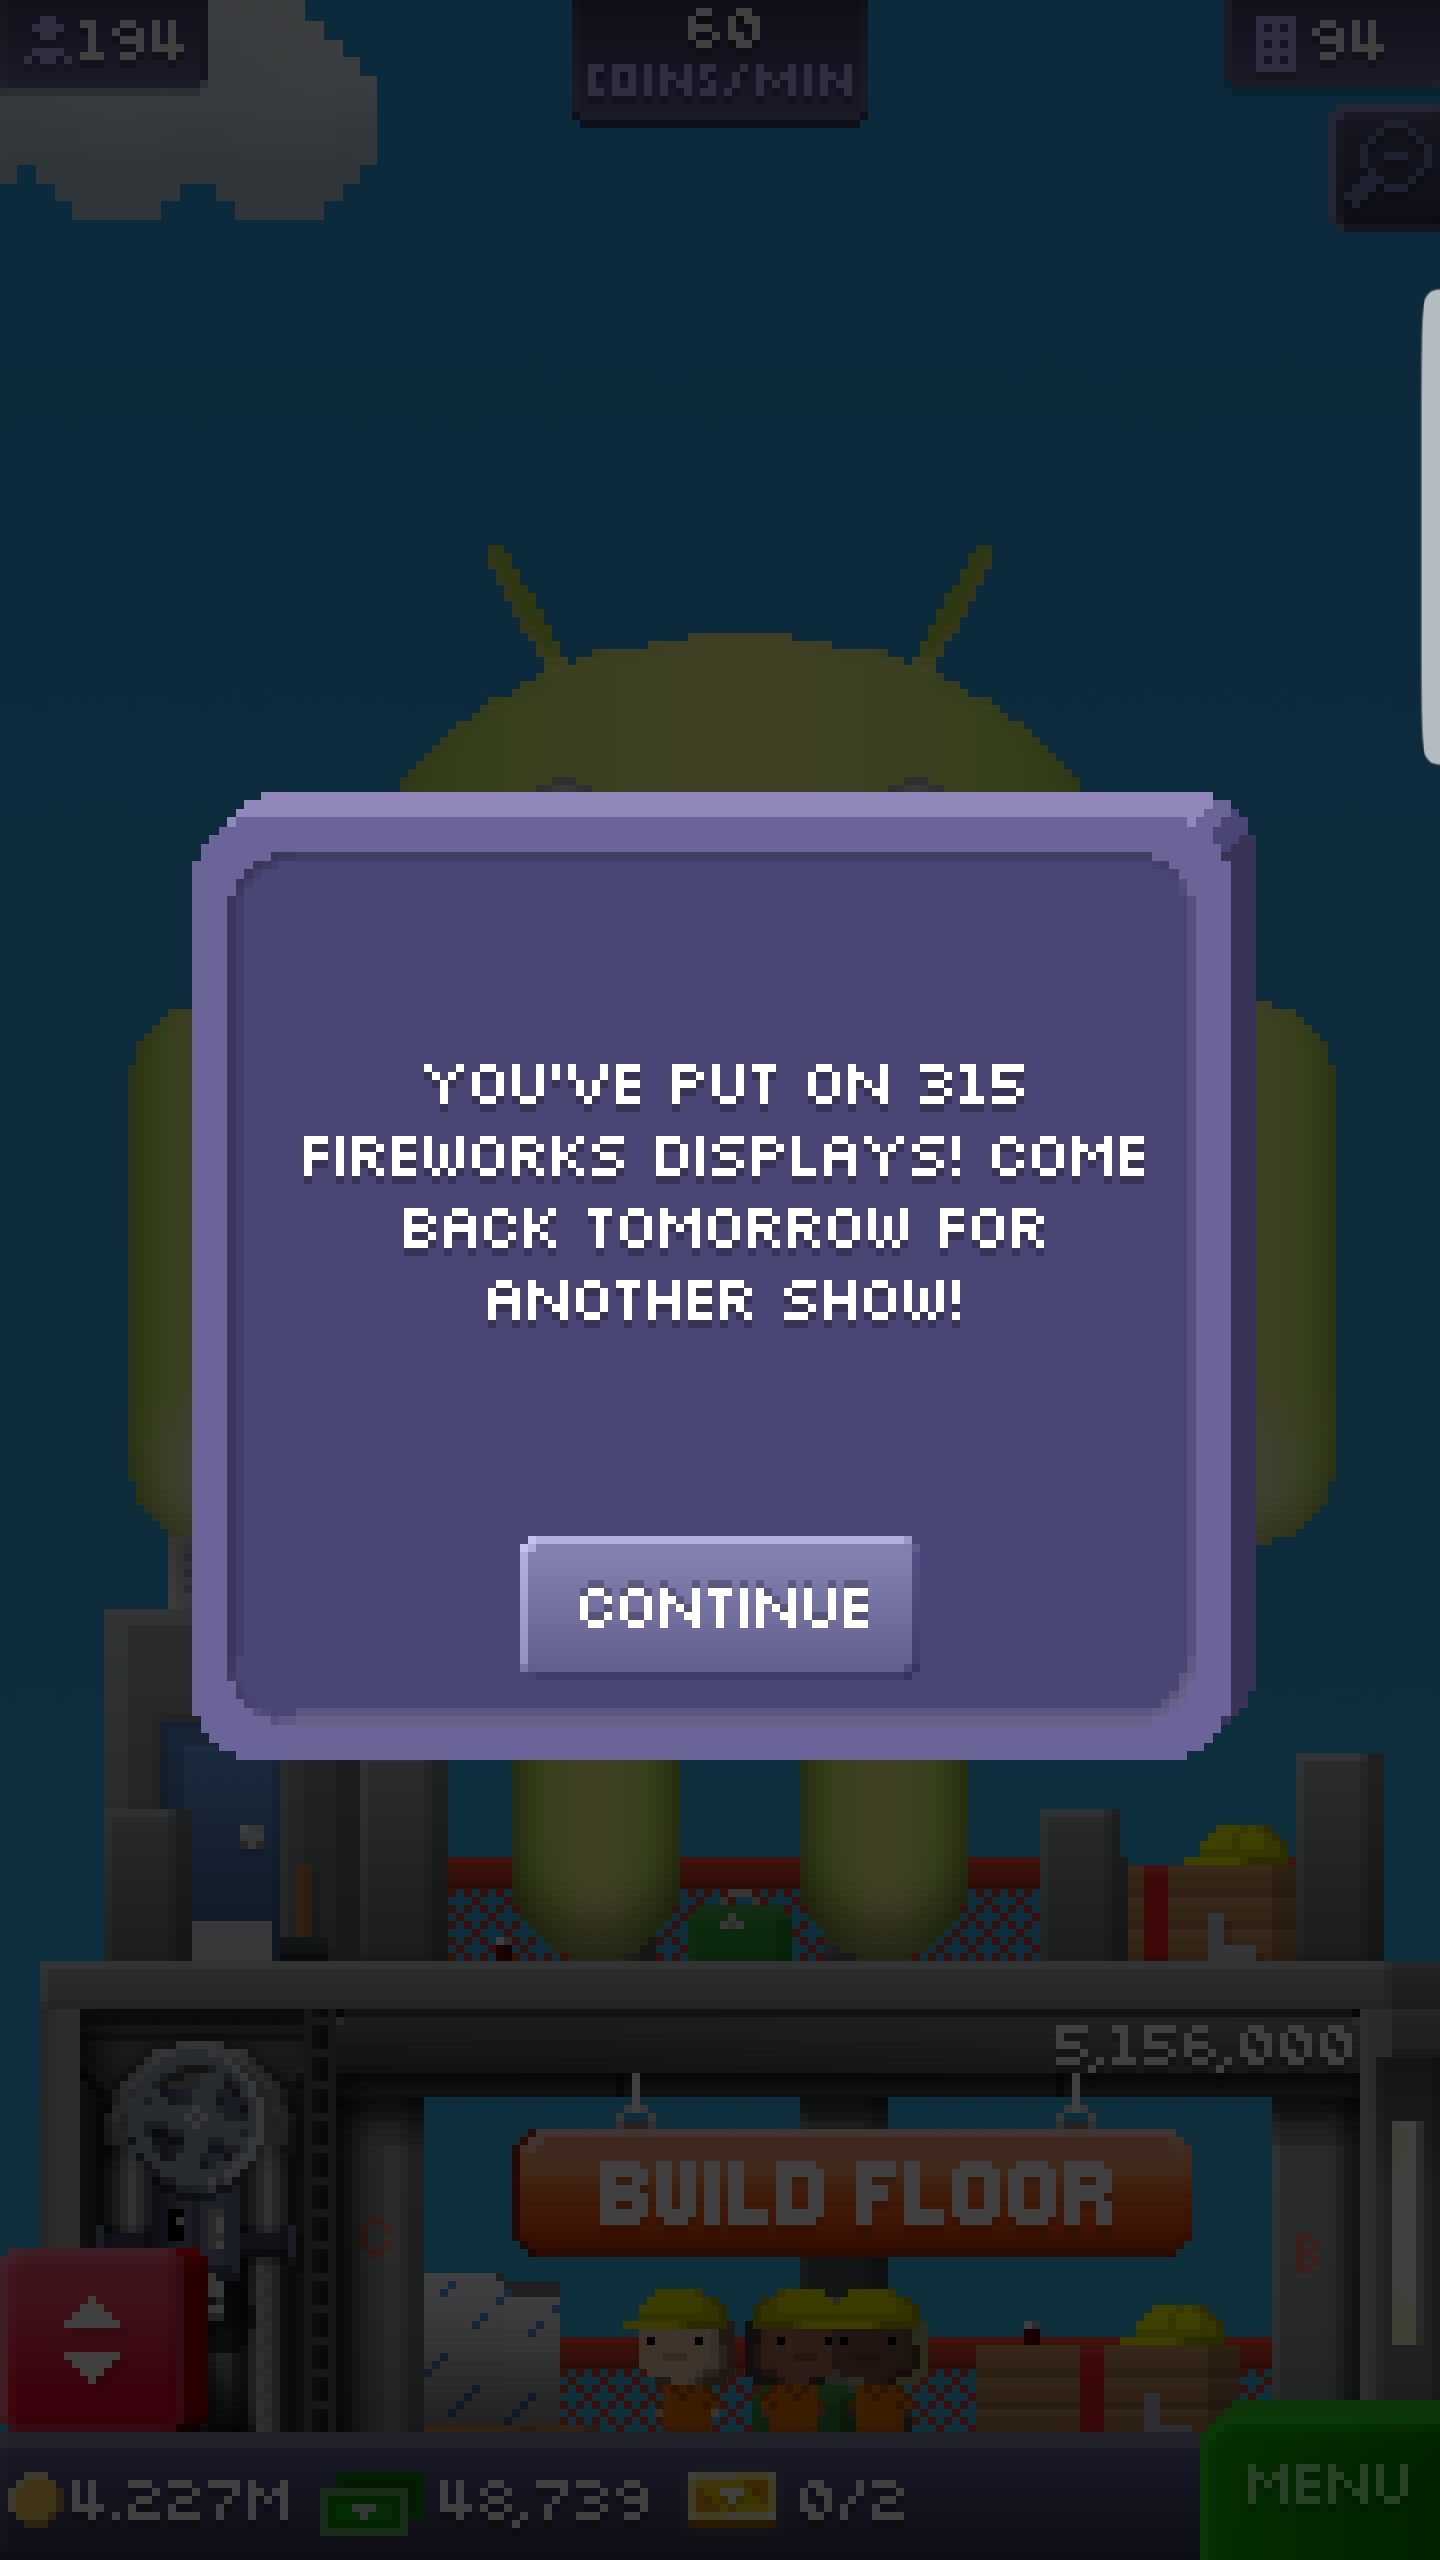 194
60
COINS/MIN
94
YOU'VE PUT ON 315
FIREWORKS DISPLAYS! COME
BACK TOMORROW FOR
ANOTHER SHOW!
CONTINUE
5,156,000
BUILD FLOOR
C
B
4.227M
48,739
0/2
MENU